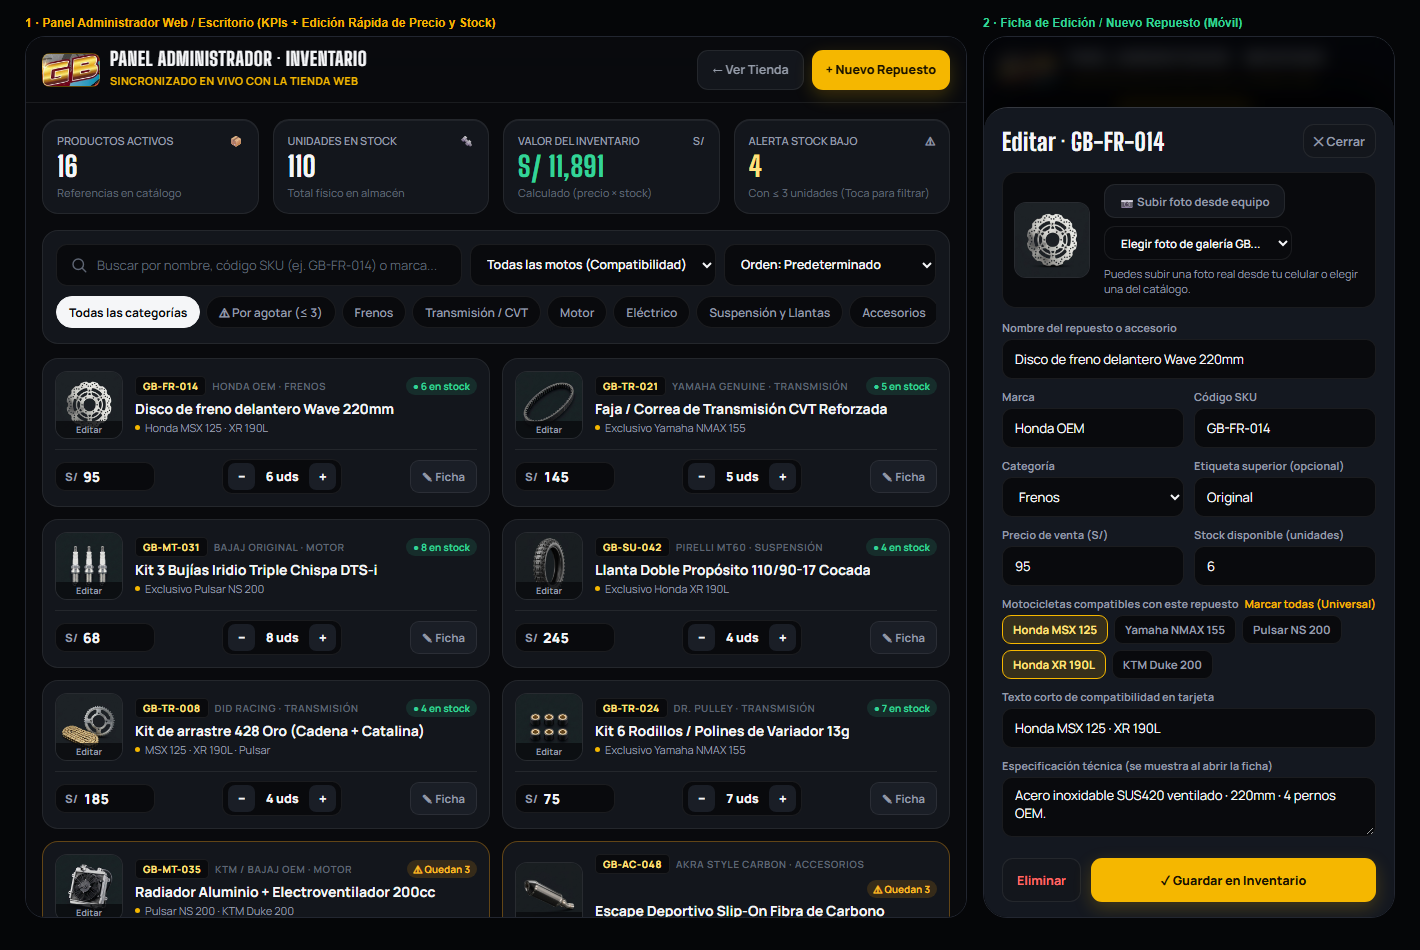 1 · Panel Administrador Web / Escritorio (KPIs + Edición Rápida de Precio y Stock)
GB
PANEL ADMINISTRADOR · INVENTARIO
SINCRONIZADO EN VIVO CON LA TIENDA WEB
← Ver Tienda
+ Nuevo Repuesto
PRODUCTOS ACTIVOS
16
Referencias en catálogo
UNIDADES EN STOCK
110
Total físico en almacén
VALOR DEL INVENTARIO S/
S/ 11,891
Calculado (precio × stock)
ALERTA STOCK BAJO ⚠
4
Con ≤ 3 unidades (Toca para filtrar)
Buscar por nombre, código SKU (ej. GB-FR-014) o marca...
Todas las motos (Compatibilidad)
Orden: Predeterminado
Todas las categorías
⚠ Por agotar (≤ 3)
Frenos
Transmisión / CVT
Motor
Eléctrico
Suspensión y Llantas
Accesorios
GB-FR-014 HONDA OEM · FRENOS ● 6 en stock
Disco de freno delantero Wave 220mm
Honda MSX 125 · XR 190L
Editar
S/ 95 − 6 uds + ✎ Ficha
GB-TR-021 YAMAHA GENUINE · TRANSMISIÓN ● 5 en stock
Faja / Correa de Transmisión CVT Reforzada
Exclusivo Yamaha NMAX 155
Editar
S/ 145 − 5 uds + ✎ Ficha
GB-MT-031 BAJAJ ORIGINAL · MOTOR ● 8 en stock
Kit 3 Bujías Iridio Triple Chispa DTS-i
Exclusivo Pulsar NS 200
Editar
S/ 68 − 8 uds + ✎ Ficha
GB-SU-042 PIRELLI MT60 · SUSPENSIÓN ● 4 en stock
Llanta Doble Propósito 110/90-17 Cocada
Exclusivo Honda XR 190L
Editar
S/ 245 − 4 uds + ✎ Ficha
GB-TR-008 DID RACING · TRANSMISIÓN ● 4 en stock
Kit de arrastre 428 Oro (Cadena + Catalina)
MSX 125 · XR 190L · Pulsar
Editar
S/ 185 − 4 uds + ✎ Ficha
GB-TR-024 DR. PULLEY · TRANSMISIÓN ● 7 en stock
Kit 6 Rodillos / Polines de Variador 13g
Exclusivo Yamaha NMAX 155
Editar
S/ 75 − 7 uds + ✎ Ficha
GB-MT-035 KTM / BAJAJ OEM · MOTOR ⚠ Quedan 3
Radiador Aluminio + Electroventilador 200cc
Pulsar NS 200 · KTM Duke 200
Editar
GB-AC-048 AKRA STYLE CARBON · ACCESORIOS
⚠ Quedan 3
Escape Deportivo Slip-On Fibra de Carbono
2 · Ficha de Edición / Nuevo Repuesto (Móvil)
Editar · GB-FR-014
✕ Cerrar
Subir foto desde equipo
Elegir foto de galería GB...
Puedes subir una foto real desde tu celular o elegir
una del catálogo.
Nombre del repuesto o accesorio
Disco de freno delantero Wave 220mm
Marca
Honda OEM
Código SKU
GB-FR-014
Categoría
Frenos
Etiqueta superior (opcional)
Original
Precio de venta (S/)
95
Stock disponible (unidades)
6
Motocicletas compatibles con este repuesto Marcar todas (Universal)
Honda MSX 125
Yamaha NMAX 155
Pulsar NS 200
Honda XR 190L
KTM Duke 200
Texto corto de compatibilidad en tarjeta
Honda MSX 125 · XR 190L
Especificación técnica (se muestra al abrir la ficha)
Acero inoxidable SUS420 ventilado · 220mm · 4 pernos
OEM.
Eliminar
✓ Guardar en Inventario